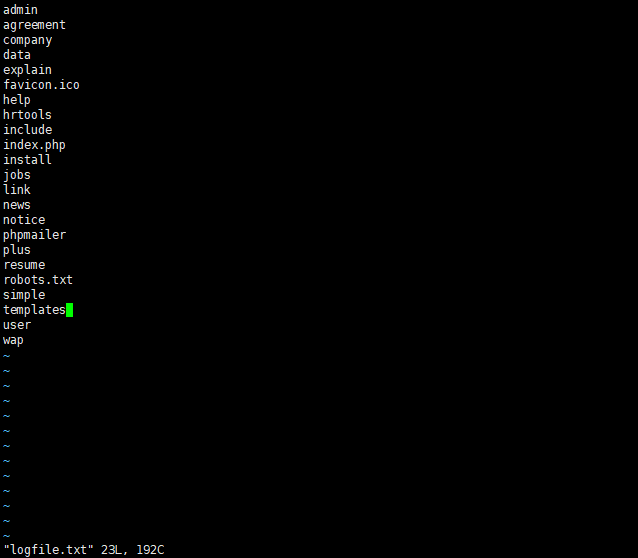 admin
agreement
company
data
explain
favicon.ico
help
hrtools
include
index.php
install
jobs
link
news
notice
phpmailer
plus
resume
robots.txt
simple
templates
user
wap
~
~
~
~
~
~
~
~
~
~
~
~
~
"logfile.txt" 23L, 192C